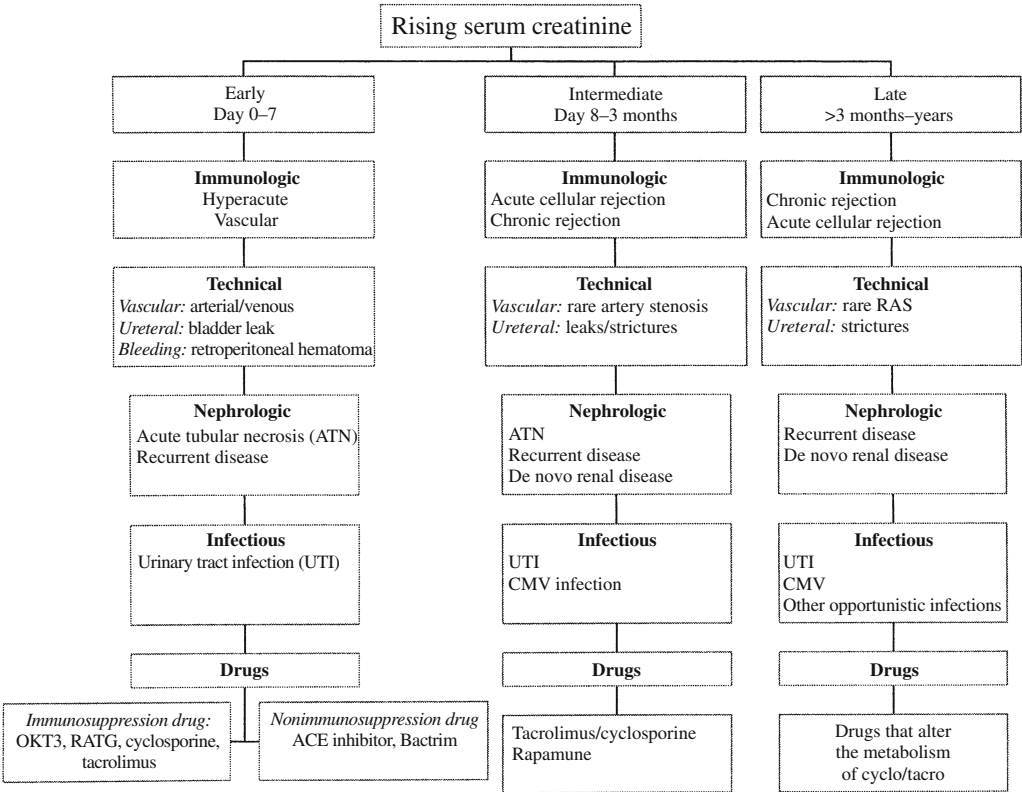 Rising serum creatinine
Early
Day 0–7
Immunologic
Hyperacute
Vascular
Technical
Vascular: arterial/venous
Ureteral: bladder leak
Bleeding: retroperitoneal hematoma
Nephrologic
Acute tubular necrosis (ATN)
Recurrent disease
Infectious
Urinary tract infection (UTI)
Drugs
Immunosuppression drug:
OKT3, RATG, cyclosporine,
tacrolimus
Nonimmunosuppression drug
ACE inhibitor, Bactrim
Intermediate
Day 8–3 months
Immunologic
Acute cellular rejection
Chronic rejection
Technical
Vascular: rare artery stenosis
Ureteral: leaks/strictures
Nephrologic
ATN
Recurrent disease
De novo renal disease
Infectious
UTI
CMV infection
Drugs
Tacrolimus/cyclosporine
Rapamune
Late
>3 months–years
Immunologic
Chronic rejection
Acute cellular rejection
Technical
Vascular: rare RAS
Ureteral: strictures
Nephrologic
Recurrent disease
De novo renal disease
Infectious
UTI
CMV
Other opportunistic infections
Drugs
Drugs that alter
the metabolism
of cyclo/tacro